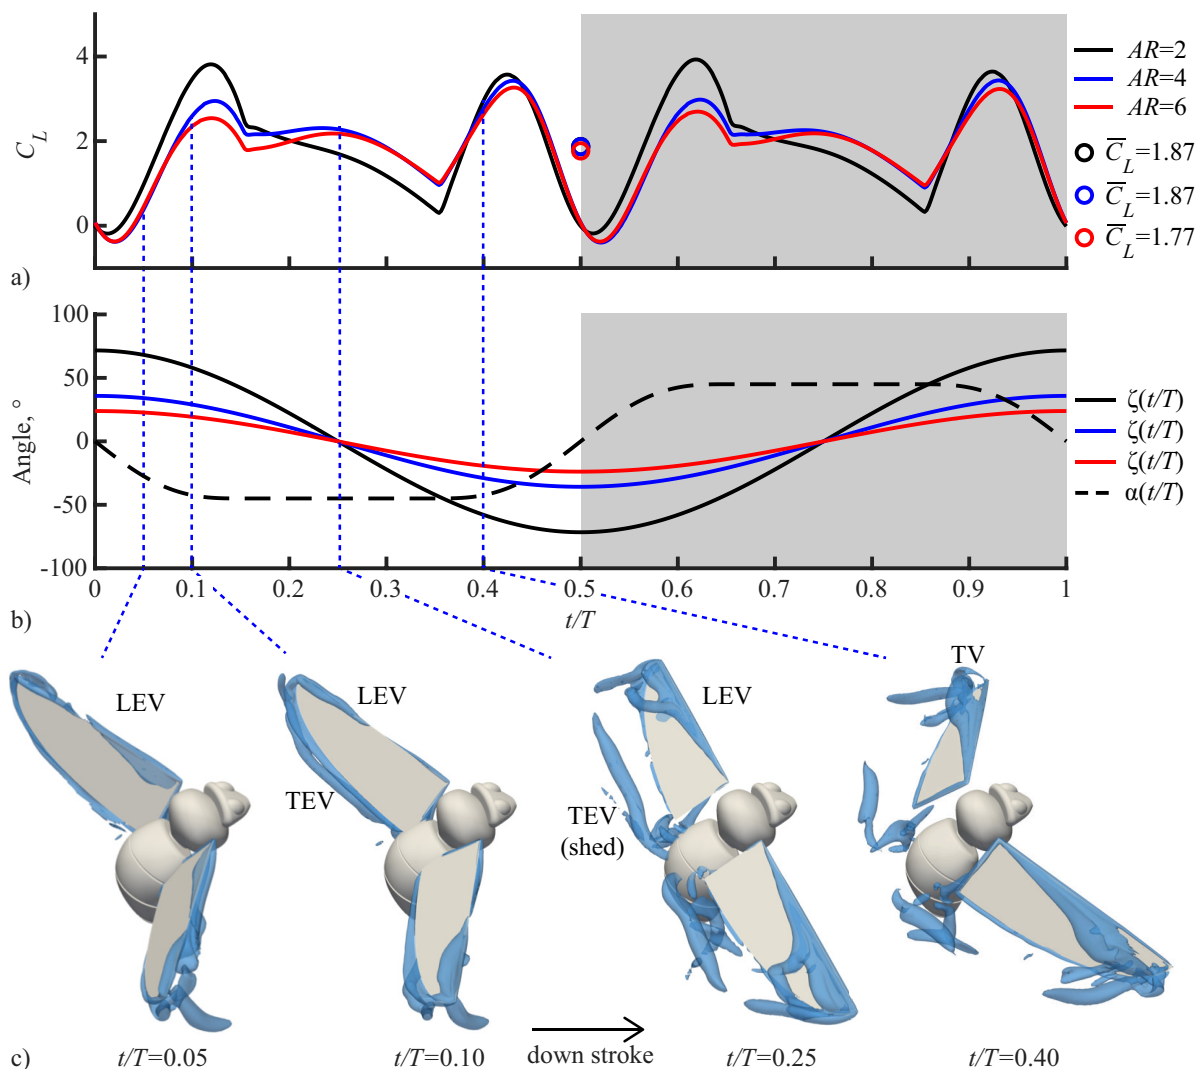 4
2
0
C_L
AR=2
AR=4
AR=6
C̅_L=1.87
C̅_L=1.87
C̅_L=1.77
a)
100
50
0
-50
-100
Angle, °
ζ(t/T)
ζ(t/T)
ζ(t/T)
α(t/T)
0 0.1 0.2 0.3 0.4 0.5 0.6 0.7 0.8 0.9 1
t/T
b)
LEV
LEV
TEV
LEV
TEV
(shed)
TV
down stroke
c)
t/T=0.05
t/T=0.10
t/T=0.25
t/T=0.40